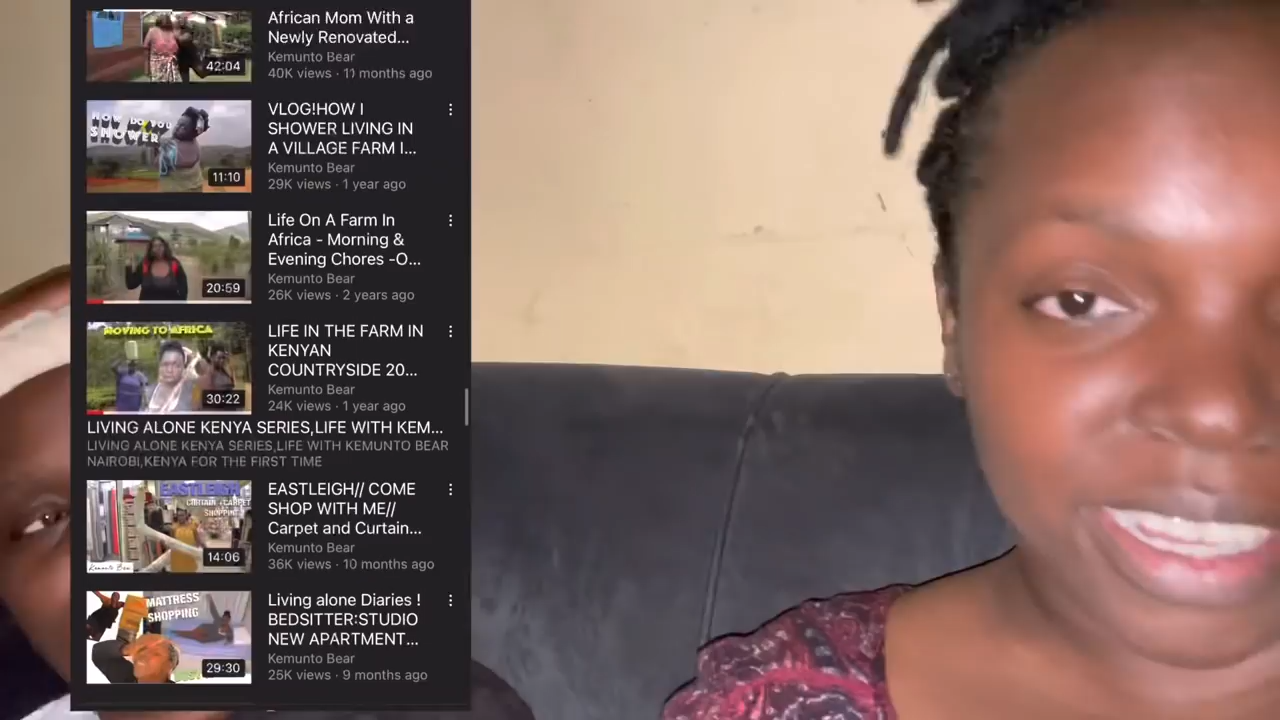 African Mom With a
Newly Renovated...
Kemunto Bear
40K views · 11 months ago
42:04
HOW DO YOU
SHOWER
11:10
VLOG!HOW I
SHOWER LIVING IN
A VILLAGE FARM I...
Kemunto Bear
29K views · 1 year ago
20:59
Life On A Farm In
Africa - Morning &
Evening Chores -O...
Kemunto Bear
26K views · 2 years ago
MOVING TO AFRICA
30:22
LIFE IN THE FARM IN
KENYAN
COUNTRYSIDE 20...
Kemunto Bear
24K views · 1 year ago
LIVING ALONE KENYA SERIES,LIFE WITH KEM...
LIVING ALONE KENYA SERIES,LIFE WITH KEMUNTO BEAR
NAIROBI,KENYA FOR THE FIRST TIME
EASTLEIGH
CURTAIN +CARPET
SHOPPING
14:06
Kemunto Bear
EASTLEIGH// COME
SHOP WITH ME//
Carpet and Curtain...
Kemunto Bear
36K views · 10 months ago
MATTRESS
SHOPPING
29:30
Living alone Diaries !
BEDSITTER:STUDIO
NEW APARTMENT...
Kemunto Bear
25K views · 9 months ago